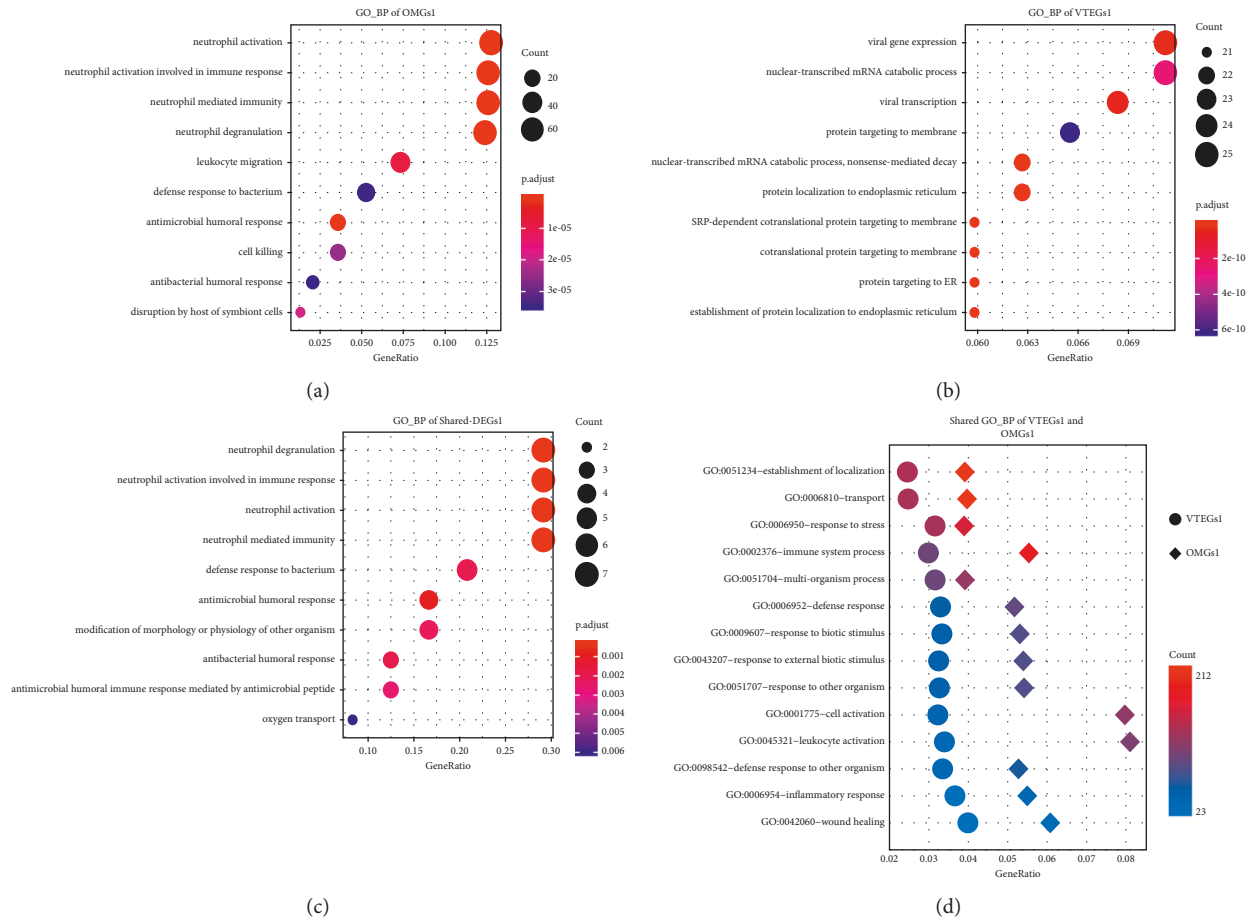 GO_BP of OMGs1
neutrophil activation
neutrophil activation involved in immune response
neutrophil mediated immunity
neutrophil degranulation
leukocyte migration
defense response to bacterium
antimicrobial humoral response
cell killing
antibacterial humoral response
disruption by host of symbiont cells
0.025 0.050 0.075 0.100 0.125
GeneRatio
Count
20
40
60
p.adjust
1e-05
2e-05
3e-05
(a)
GO_BP of VTEGs1
viral gene expression
nuclear-transcribed mRNA catabolic process
viral transcription
protein targeting to membrane
nuclear-transcribed mRNA catabolic process, nonsense-mediated decay
protein localization to endoplasmic reticulum
SRP-dependent cotranslational protein targeting to membrane
cotranslational protein targeting to membrane
protein targeting to ER
establishment of protein localization to endoplasmic reticulum
0.060 0.063 0.066 0.069
GeneRatio
Count
21
22
23
24
25
p.adjust
2e-10
4e-10
6e-10
(b)
GO_BP of Shared-DEGs1
neutrophil degranulation
neutrophil activation involved in immune response
neutrophil activation
neutrophil mediated immunity
defense response to bacterium
antimicrobial humoral response
modification of morphology or physiology of other organism
antibacterial humoral response
antimicrobial humoral immune response mediated by antimicrobial peptide
oxygen transport
0.10 0.15 0.20 0.25 0.30
GeneRatio
Count
2
3
4
5
6
7
p.adjust
0.001
0.002
0.003
0.004
0.005
0.006
(c)
Shared GO_BP of VTEGs1 and
OMGs1
GO:0051234~establishment of localization
GO:0006810~transport
GO:0006950~response to stress
GO:0002376~immune system process
GO:0051704~multi-organism process
GO:0006952~defense response
GO:0009607~response to biotic stimulus
GO:0043207~response to external biotic stimulus
GO:0051707~response to other organism
GO:0001775~cell activation
GO:0045321~leukocyte activation
GO:0098542~defense response to other organism
GO:0006954~inflammatory response
GO:0042060~wound healing
0.02 0.03 0.04 0.05 0.06 0.07 0.08
GeneRatio
VTEGs1
OMGs1
Count
212
23
(d)